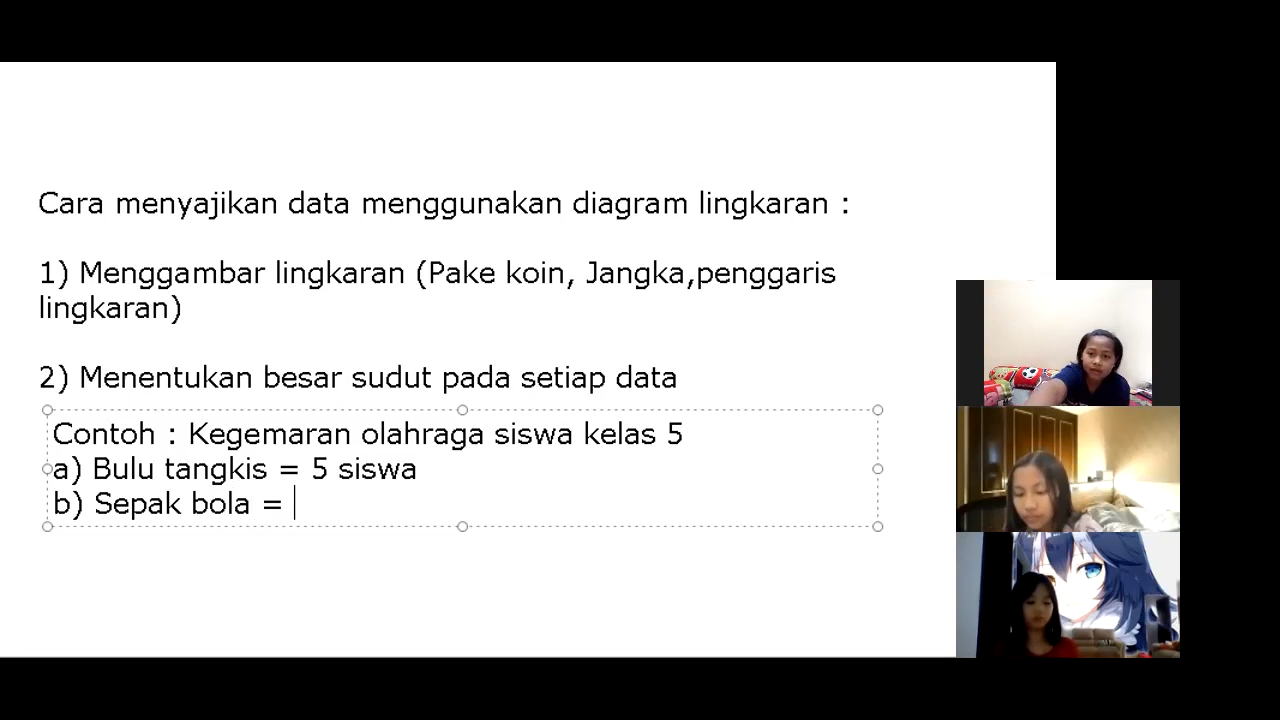 Cara menyajikan data menggunakan diagram lingkaran :
1) Menggambar lingkaran (Pake koin, Jangka,penggaris
lingkaran)
2) Menentukan besar sudut pada setiap data
Contoh : Kegemaran olahraga siswa kelas 5
a) Bulu tangkis = 5 siswa
b) Sepak bola =